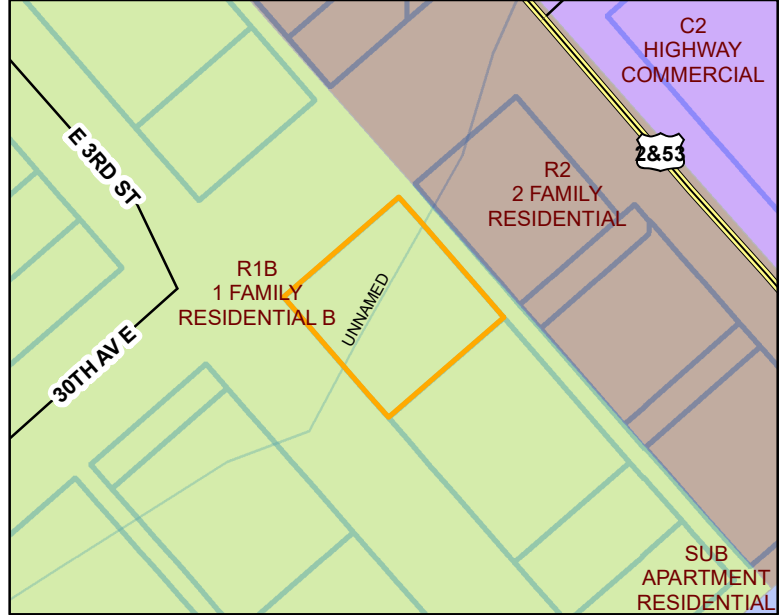 C2
HIGHWAY
COMMERCIAL
E 3RD ST
2&53
R2
2 FAMILY
RESIDENTIAL
R1B
1 FAMILY
RESIDENTIAL B
UNNAMED
30TH AV E
SUB
APARTMENT
RESIDENTIAL